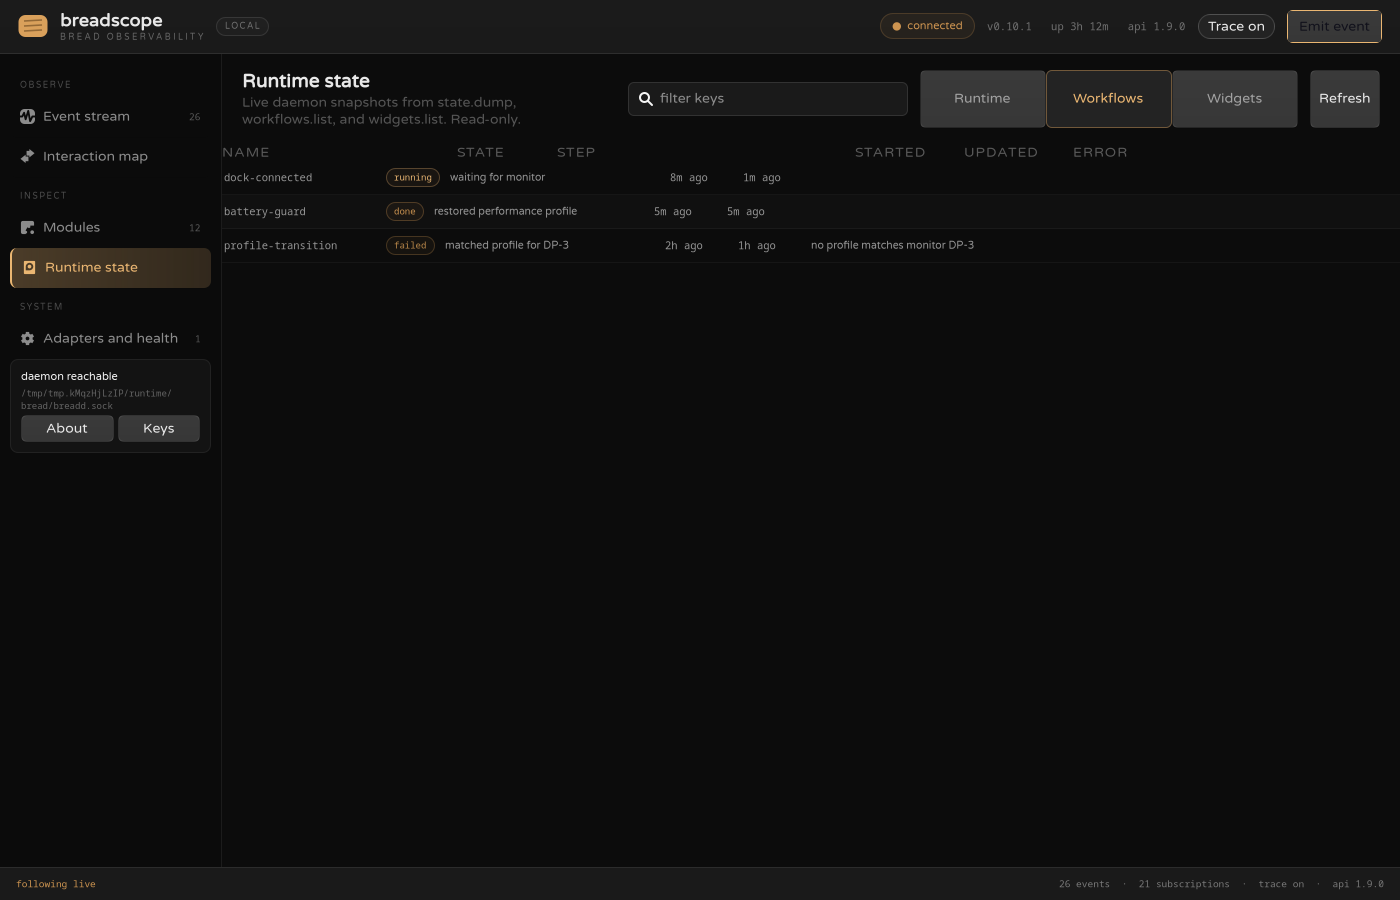 breadscope
BREAD OBSERVABILITY
LOCAL
connected
v0.10.1
up 3h 12m
api 1.9.0
Trace on
Emit event
OBSERVE
Event stream 26
Interaction map
INSPECT
Modules 12
Runtime state
SYSTEM
Adapters and health 1
daemon reachable
/tmp/tmp.kMqzHjLzIP/runtime/
bread/breadd.sock
About Keys
Runtime state
Live daemon snapshots from state.dump,
workflows.list, and widgets.list. Read-only.
filter keys
Runtime Workflows Widgets Refresh
NAME STATE STEP STARTED UPDATED ERROR
dock-connected running waiting for monitor 8m ago 1m ago
battery-guard done restored performance profile 5m ago 5m ago
profile-transition failed matched profile for DP-3 2h ago 1h ago no profile matches monitor DP-3
following live
26 events · 21 subscriptions · trace on · api 1.9.0